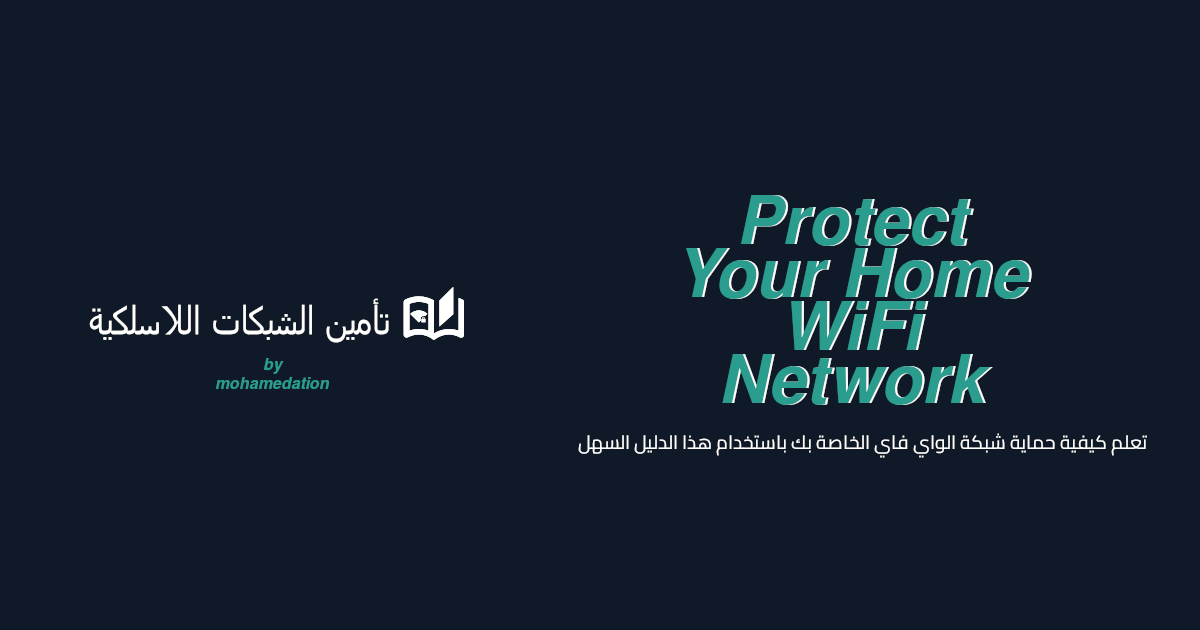 تأمين الشبكات اللاسلكية
by
mohamedation
Protect
Your Home
WiFi
Network
تعلم كيفية حماية شبكة الواي فاي الخاصة بك باستخدام هذا الدليل السهل